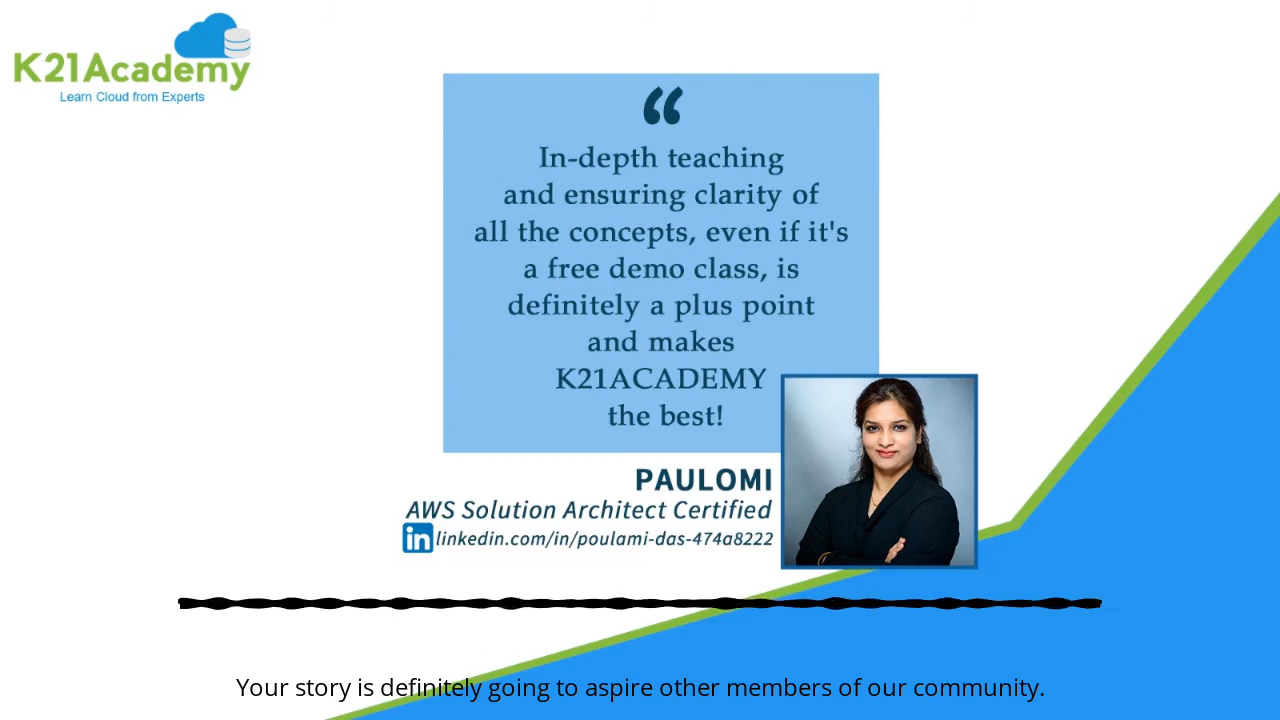 K21Academy
Learn Cloud from Experts
“
In-depth teaching
and ensuring clarity of
all the concepts, even if it's
a free demo class, is
definitely a plus point
and makes
K21ACADEMY
the best!
PAULOMI
AWS Solution Architect Certified
in linkedin.com/in/poulami-das-474a8222
Your story is definitely going to aspire other members of our community.